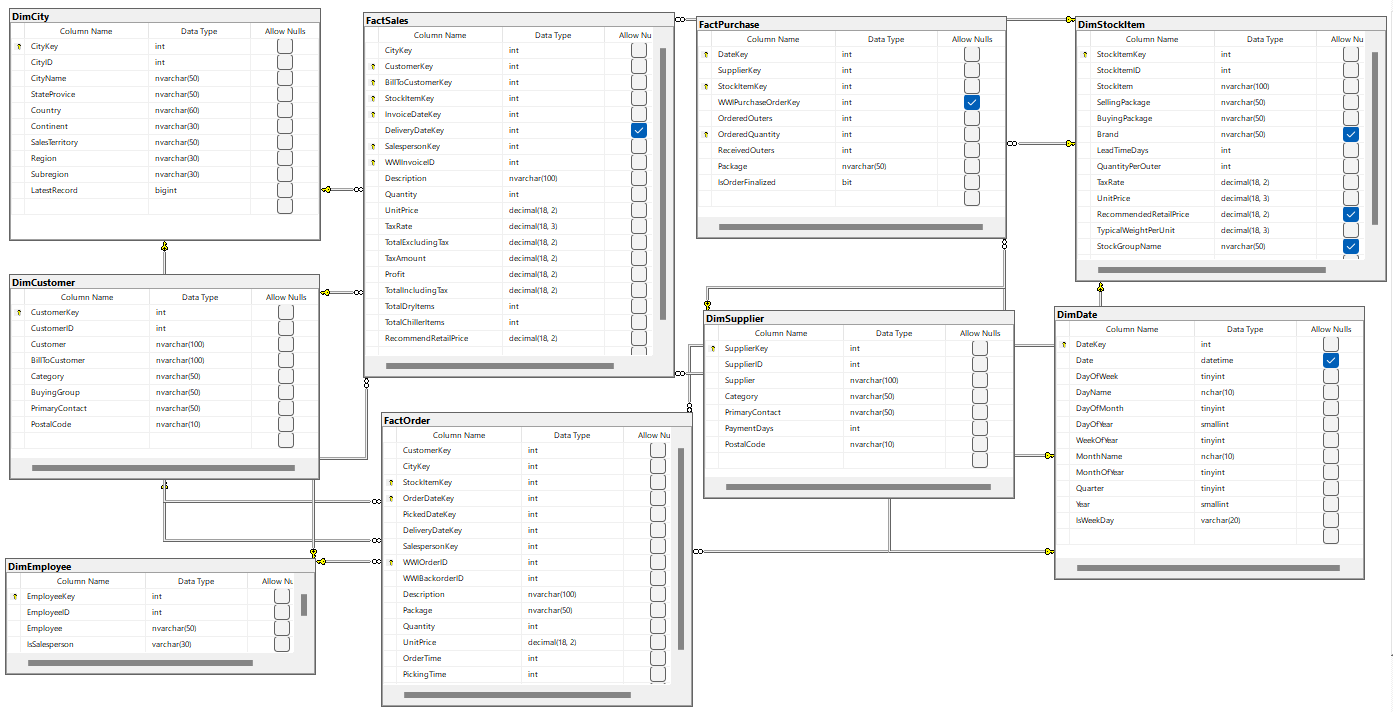 DimCity
Column Name Data Type Allow Nulls
CityKey int
CityID int
CityName nvarchar(50)
StateProvice nvarchar(50)
Country nvarchar(60)
Continent nvarchar(30)
SalesTerritory nvarchar(50)
Region nvarchar(30)
Subregion nvarchar(30)
LatestRecord bigint
FactSales
Column Name Data Type Allow Nu
CityKey int
CustomerKey int
BillToCustomerKey int
StockItemKey int
InvoiceDateKey int
DeliveryDateKey int
SalespersonKey int
WWIInvoiceID int
Description nvarchar(100)
Quantity int
UnitPrice decimal(18, 2)
TaxRate decimal(18, 3)
TotalExcludingTax decimal(18, 2)
TaxAmount decimal(18, 2)
Profit decimal(18, 2)
TotalIncludingTax decimal(18, 2)
TotalDryItems int
TotalChillerItems int
RecommendRetailPrice decimal(18, 2)
FactPurchase
Column Name Data Type Allow Nulls
DateKey int
SupplierKey int
StockItemKey int
WWIPurchaseOrderKey int
OrderedOuters int
OrderedQuantity int
ReceivedOuters int
Package nvarchar(50)
IsOrderFinalized bit
DimStockItem
Column Name Data Type Allow Nu
StockItemKey int
StockItemID int
StockItem nvarchar(100)
SellingPackage nvarchar(50)
BuyingPackage nvarchar(50)
Brand nvarchar(50)
LeadTimeDays int
QuantityPerOuter int
TaxRate decimal(18, 2)
UnitPrice decimal(18, 3)
RecommendedRetailPrice decimal(18, 2)
TypicalWeightPerUnit decimal(18, 3)
StockGroupName nvarchar(50)
DimCustomer
Column Name Data Type Allow Nulls
CustomerKey int
CustomerID int
Customer nvarchar(100)
BillToCustomer nvarchar(100)
Category nvarchar(50)
BuyingGroup nvarchar(50)
PrimaryContact nvarchar(50)
PostalCode nvarchar(10)
DimSupplier
Column Name Data Type Allow Nulls
SupplierKey int
SupplierID int
Supplier nvarchar(100)
Category nvarchar(50)
PrimaryContact nvarchar(50)
PaymentDays int
PostalCode nvarchar(10)
DimDate
Column Name Data Type Allow Nulls
DateKey int
Date datetime
DayOfWeek tinyint
DayName nchar(10)
DayOfMonth tinyint
DayOfYear smallint
WeekOfYear tinyint
MonthName nchar(10)
MonthOfYear tinyint
Quarter tinyint
Year smallint
IsWeekDay varchar(20)
FactOrder
Column Name Data Type Allow Nu
CustomerKey int
CityKey int
StockItemKey int
OrderDateKey int
PickedDateKey int
DeliveryDateKey int
SalespersonKey int
WWIOrderID int
WWIBackorderID int
Description nvarchar(100)
Package nvarchar(50)
Quantity int
UnitPrice decimal(18, 2)
OrderTime int
PickingTime int
DimEmployee
Column Name Data Type Allow Nu
EmployeeKey int
EmployeeID int
Employee nvarchar(50)
IsSalesperson varchar(30)